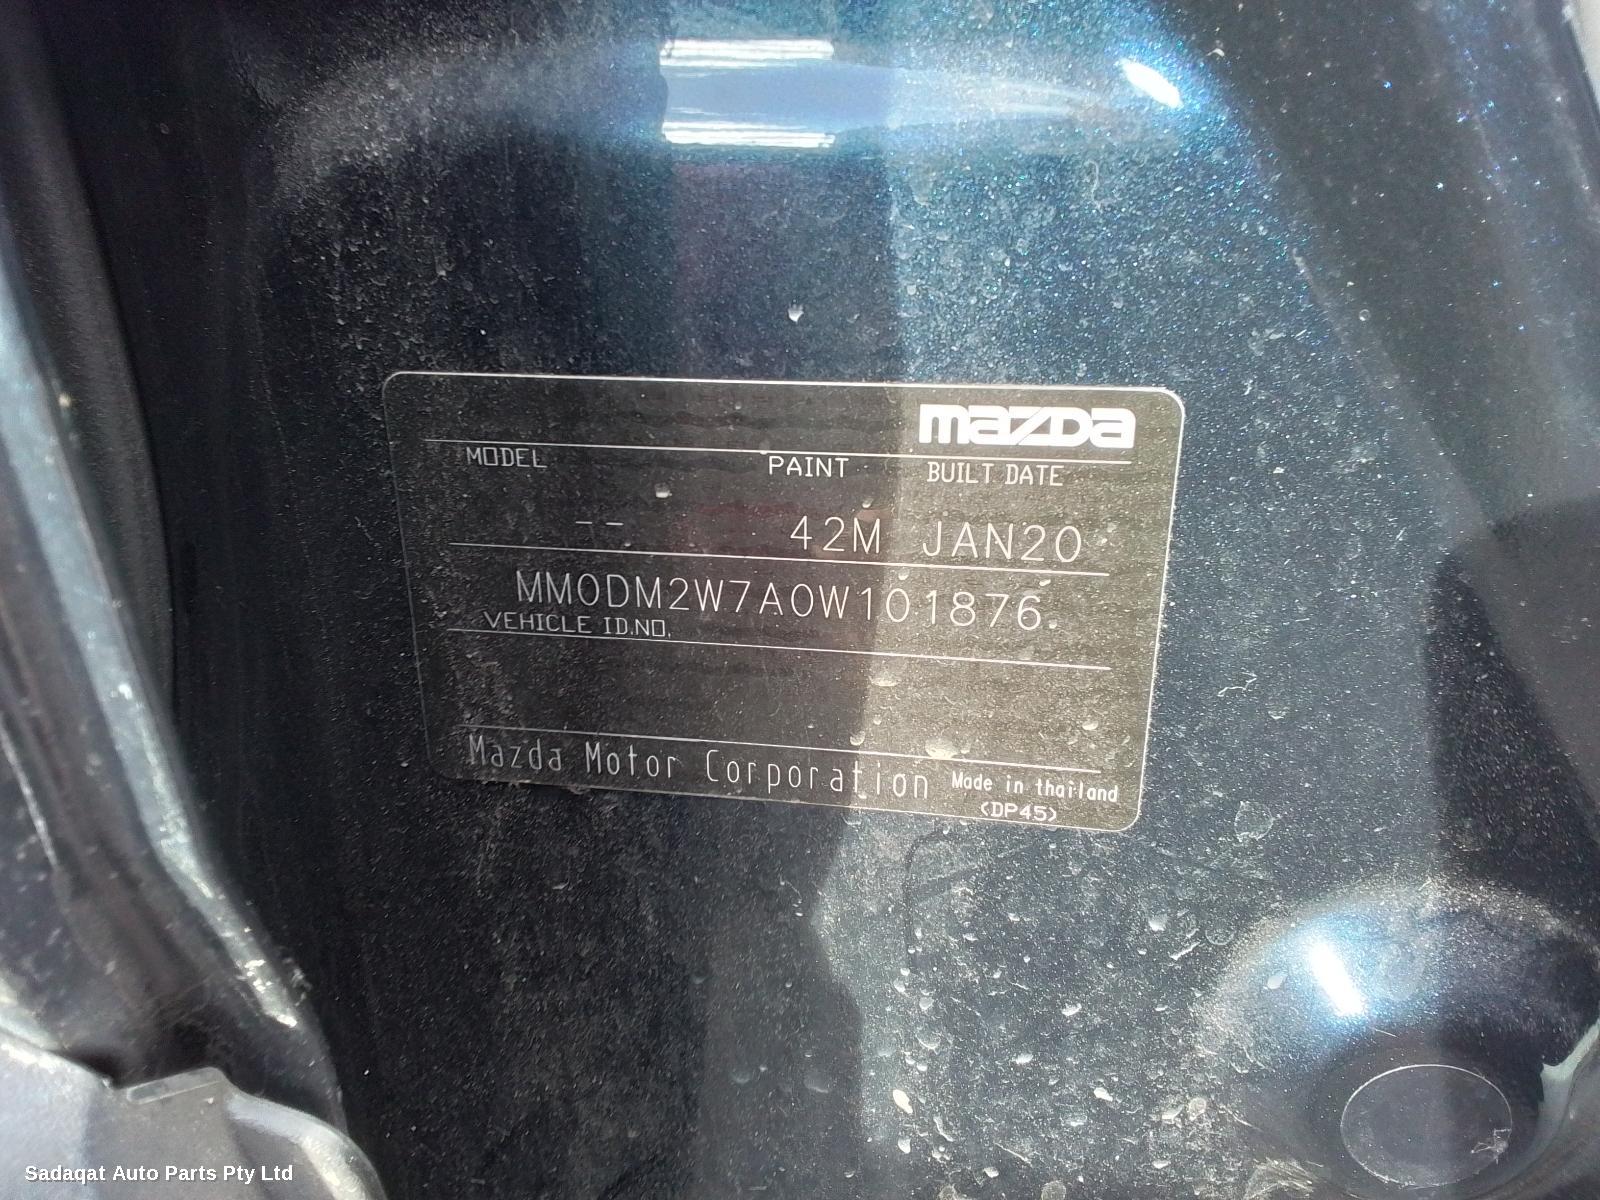 mazda
MODEL PAINT BUILT DATE
-- 42M JAN20
MM0DM2W7A0W101876.
VEHICLE ID.NO.
Mazda Motor Corporation Made in thailand
(DP45)
Sadaqat Auto Parts Pty Ltd